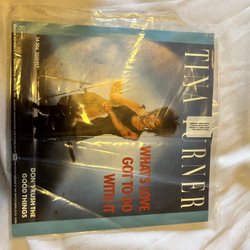 TINA TURNER
WHAT'S LOVE
GOT TO DO
WITH IT
DON'T RUSH THE
GOOD THINGS